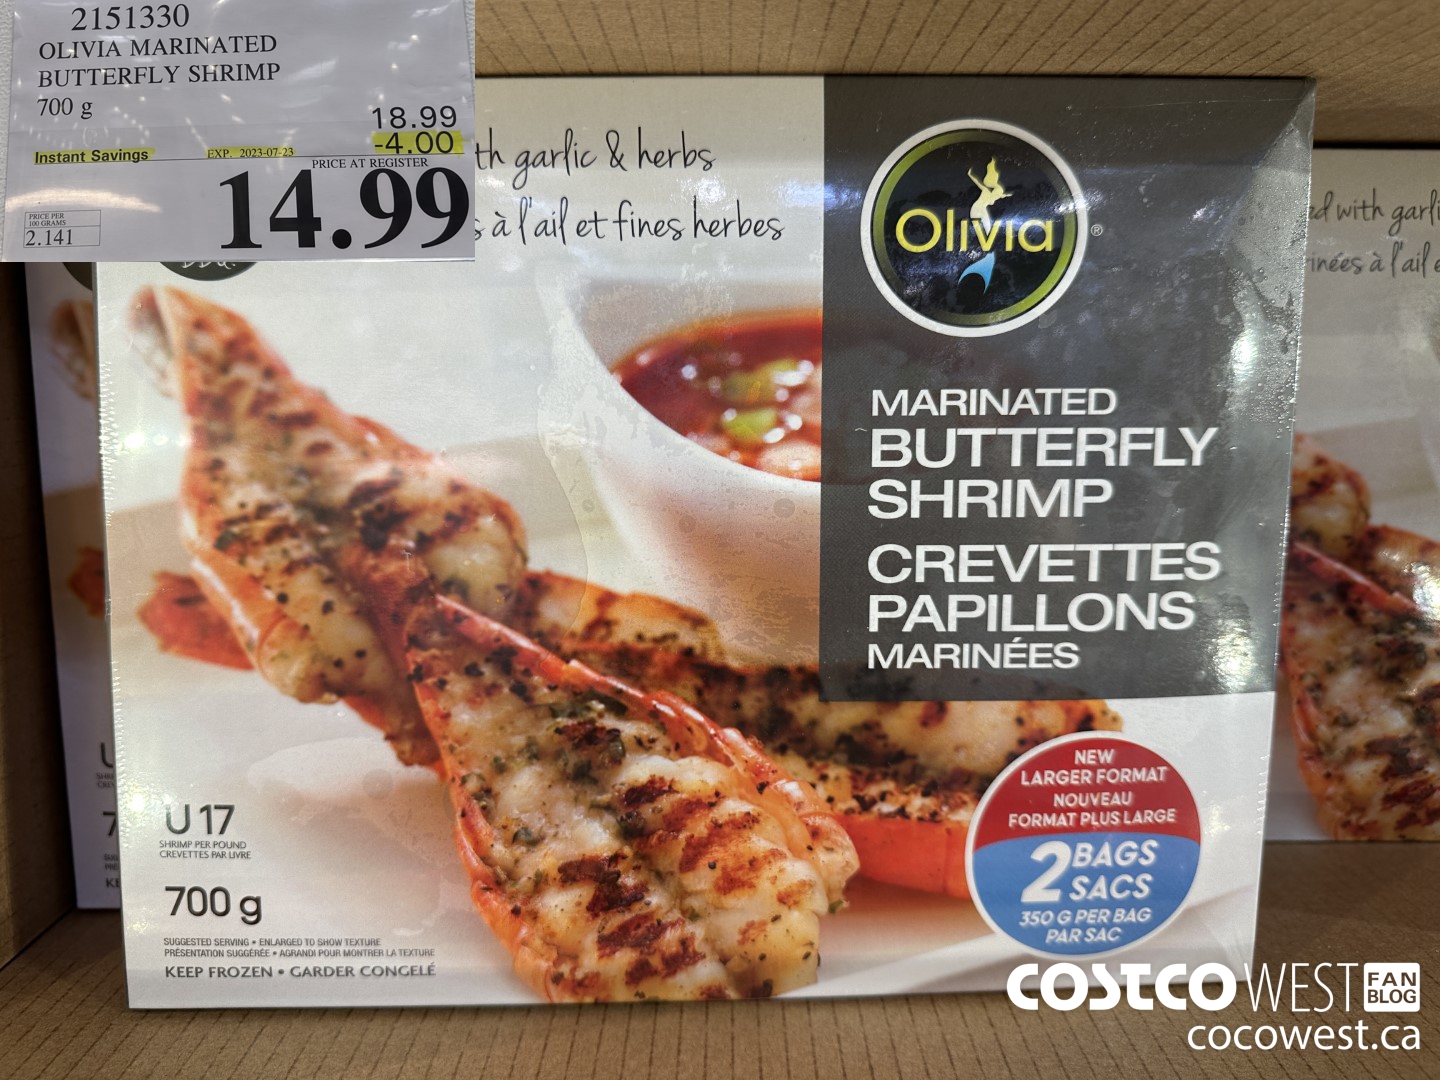 2151330
OLIVIA MARINATED
BUTTERFLY SHRIMP
700 g
18.99
-4.00
Instant Savings
EXP. 2023-07-23
PRICE AT REGISTER
14.99
PRICE PER
100 GRAMS
2.141
garlic & herbs
à l'ail et fines herbes
Olivia
®
MARINATED
BUTTERFLY
SHRIMP
CREVETTES
PAPILLONS
MARINÉES
NEW
LARGER FORMAT
NOUVEAU
FORMAT PLUS LARGE
2 BAGS
SACS
350 G PER BAG
PAR SAC
U 17
SHRIMP PER POUND
CREVETTES PAR LIVRE
700 g
SUGGESTED SERVING • ENLARGED TO SHOW TEXTURE
PRÉSENTATION SUGGÉRÉE • AGRANDI POUR MONTRER LA TEXTURE
KEEP FROZEN • GARDER CONGELÉ
with garli
à l'ail
COSTCO WEST FAN BLOG
cocowest.ca